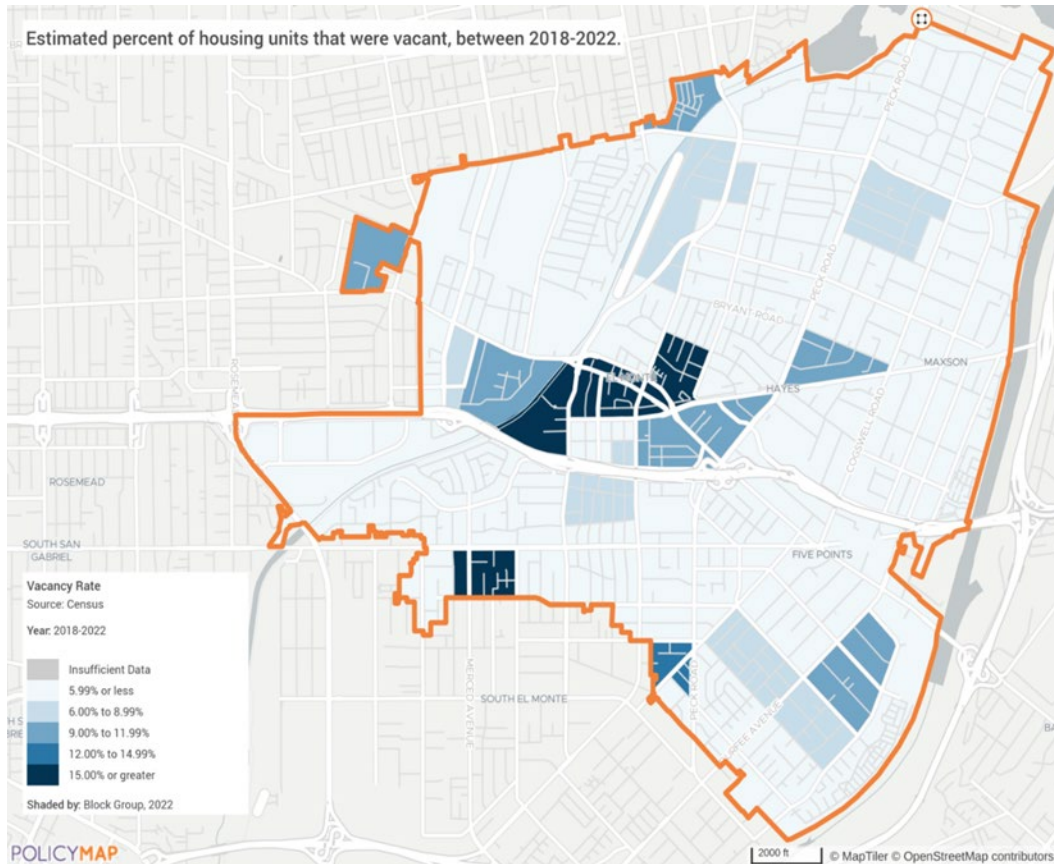 Estimated percent of housing units that were vacant, between 2018-2022.
PECK ROAD
PECK ROAD
BRYANT ROAD
MAXSON
HAYES
COGSWELL ROAD
ROSEMEAD
SOUTH SAN
GABRIEL
FIVE POINTS
Vacancy Rate
Source: Census
Year: 2018-2022
Insufficient Data
5.99% or less
6.00% to 8.99%
9.00% to 11.99%
12.00% to 14.99%
15.00% or greater
Shaded by: Block Group, 2022
MERCED AVENUE
SOUTH EL MONTE
PECK ROAD
POLICYMAP
2000 ft
© MapTiler © OpenStreetMap contributors